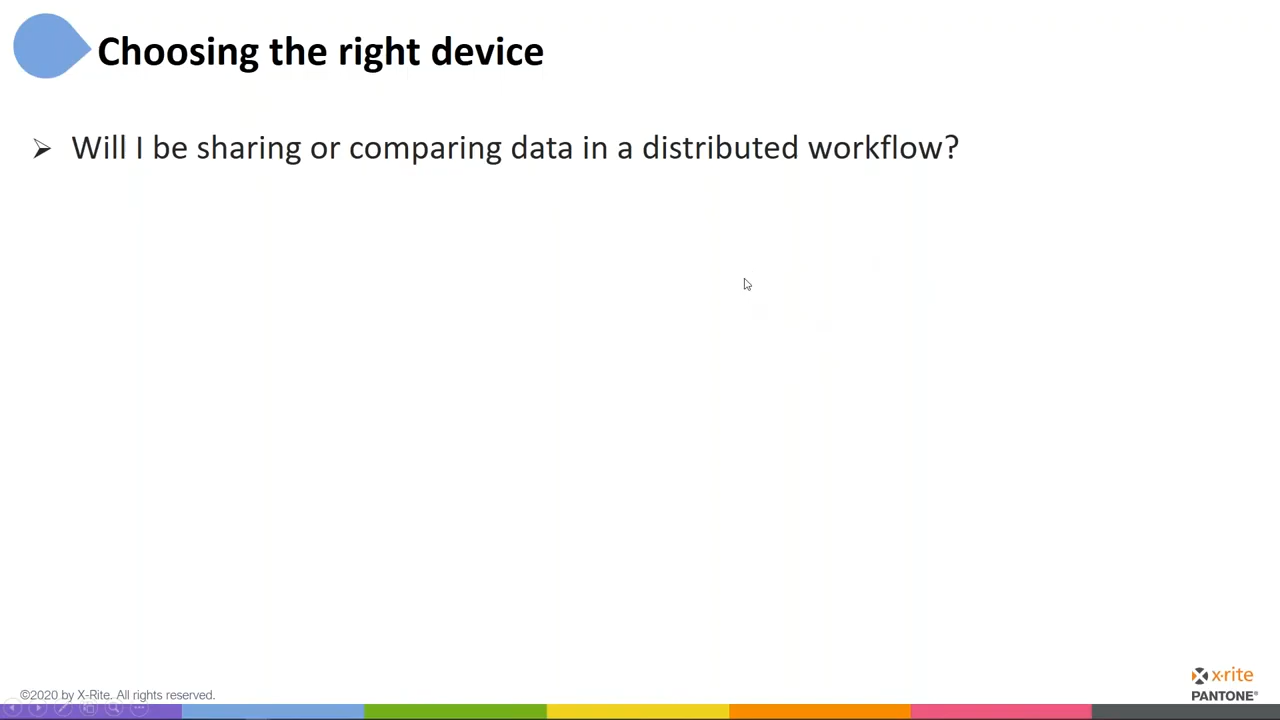 Choosing the right device
Will I be sharing or comparing data in a distributed workflow?
©2020 by X-Rite. All rights reserved.
x·rite
PANTONE®